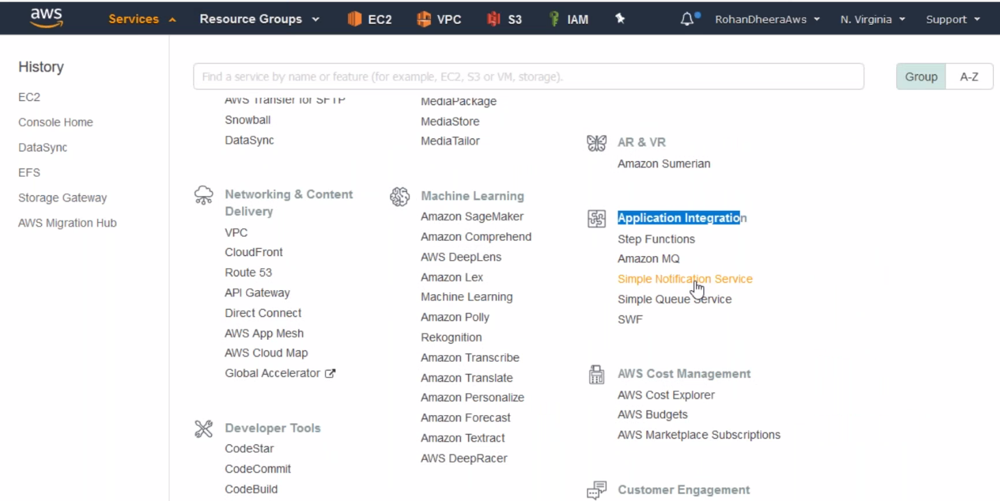 aws
Services
Resource Groups
EC2
VPC
S3
IAM
RohanDheeraAws
N. Virginia
Support
History
EC2
Console Home
DataSync
EFS
Storage Gateway
AWS Migration Hub
Find a service by name or feature (for example, EC2, S3 or VM, storage).
Group
A-Z
AWS Transfer for SFTP
Snowball
DataSync
Networking & Content
Delivery
VPC
CloudFront
Route 53
API Gateway
Direct Connect
AWS App Mesh
AWS Cloud Map
Global Accelerator
Developer Tools
CodeStar
CodeCommit
CodeBuild
MediaPackage
MediaStore
MediaTailor
Machine Learning
Amazon SageMaker
Amazon Comprehend
AWS DeepLens
Amazon Lex
Machine Learning
Amazon Polly
Rekognition
Amazon Transcribe
Amazon Translate
Amazon Personalize
Amazon Forecast
Amazon Textract
AWS DeepRacer
AR & VR
Amazon Sumerian
Application Integration
Step Functions
Amazon MQ
Simple Notification Service
Simple Queue Service
SWF
AWS Cost Management
AWS Cost Explorer
AWS Budgets
AWS Marketplace Subscriptions
Customer Engagement